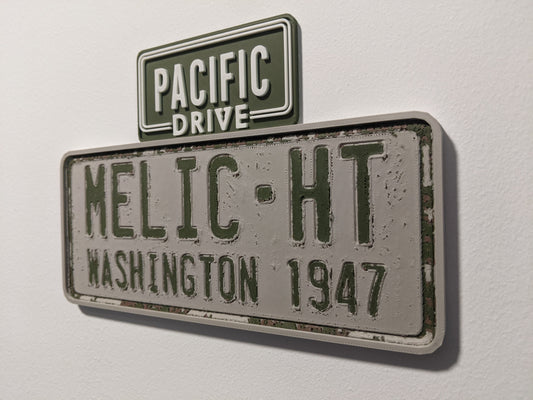 PACIFIC
DRIVE
MELIC·HT
WASHINGTON 1947